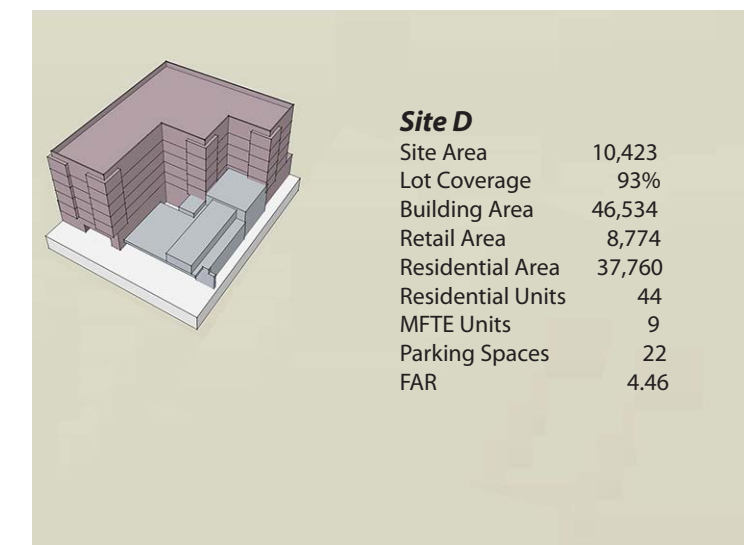 Site D
Site Area 10,423
Lot Coverage 93%
Building Area 46,534
Retail Area 8,774
Residential Area 37,760
Residential Units 44
MFTE Units 9
Parking Spaces 22
FAR 4.46